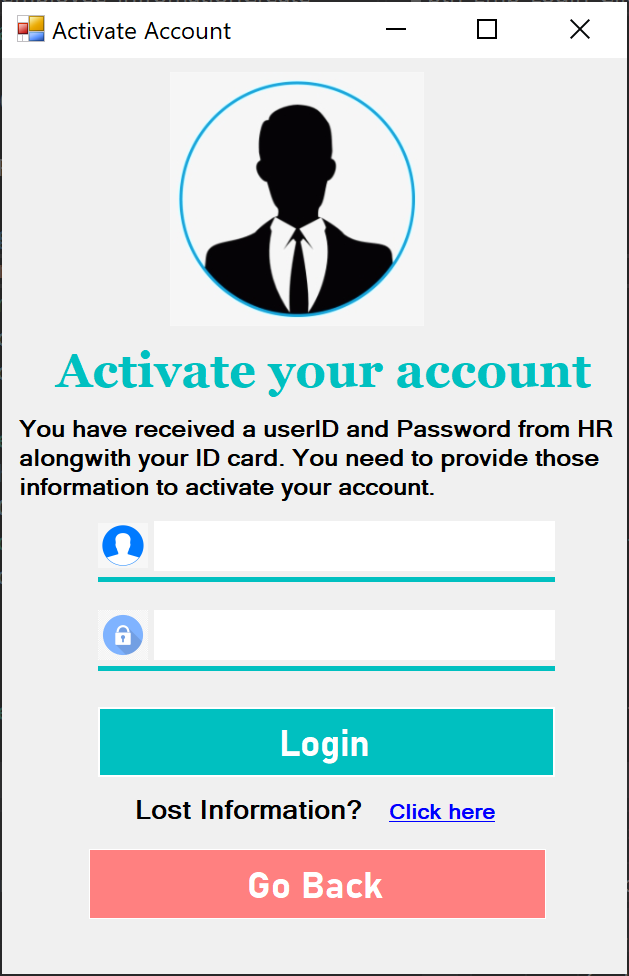 Activate Account
Activate your account
You have received a userID and Password from HR
alongwith your ID card. You need to provide those
information to activate your account.
Login
Lost Information? Click here
Go Back